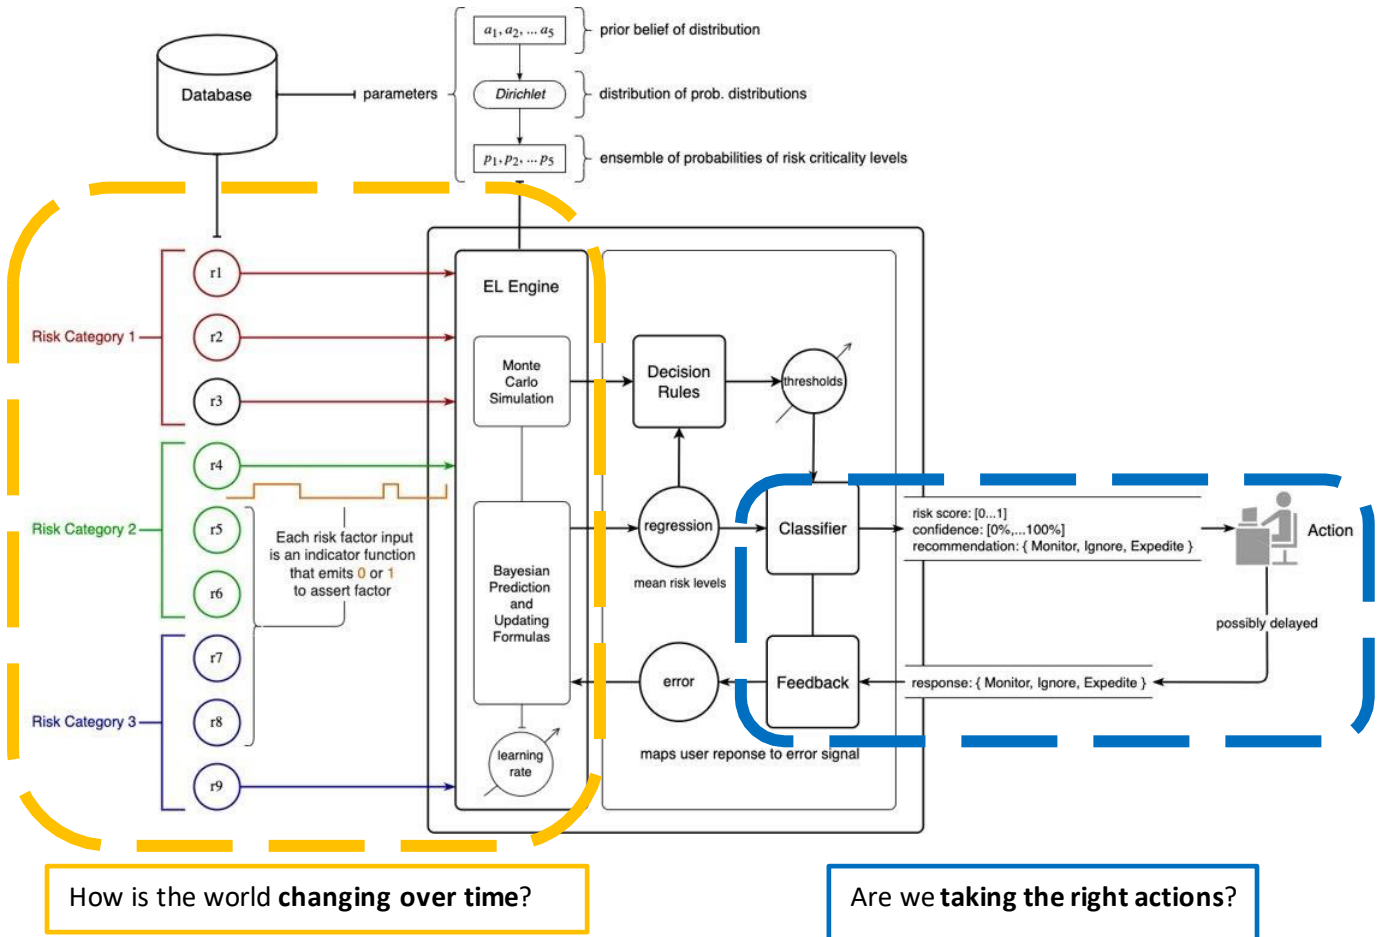 a1, a2, ... a5
prior belief of distribution
Database
parameters
Dirichlet
distribution of prob. distributions
p1, p2, ... p5
ensemble of probabilities of risk criticality levels
r1
EL Engine
Risk Category 1
r2
Monte
Carlo
Simulation
Decision
Rules
thresholds
r3
r4
Risk Category 2
r5
Each risk factor input
is an indicator function
that emits 0 or 1
to assert factor
r6
Bayesian
Prediction
and
Updating
Formulas
regression
mean risk levels
Classifier
risk score: [0...1]
confidence: [0%,...100%]
recommendation: { Monitor, Ignore, Expedite }
Action
possibly delayed
r7
Risk Category 3
r8
error
Feedback
response: { Monitor, Ignore, Expedite }
maps user reponse to error signal
learning
rate
r9
How is the world changing over time?
Are we taking the right actions?